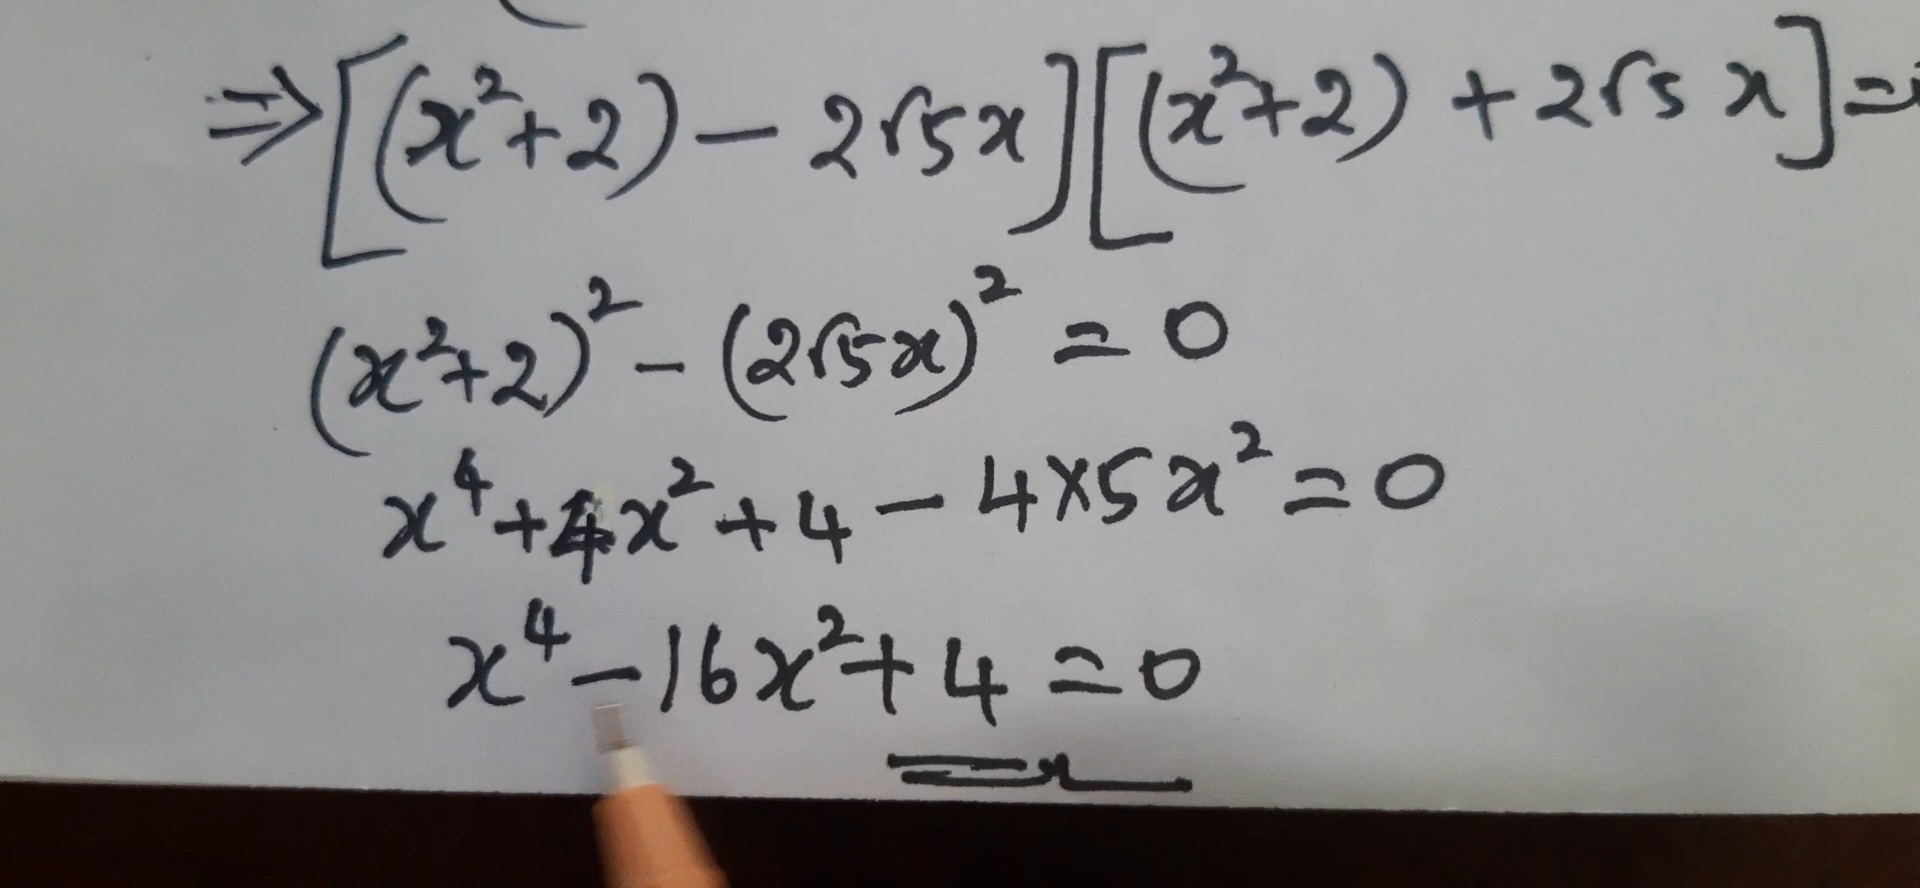 ⇒[(x²+2) − 2√5x][(x²+2) + 2√5 x] =
(x²+2)² − (2√5x)² = 0
x⁴+4x²+4 − 4×5x² = 0
x⁴−16x²+4 = 0